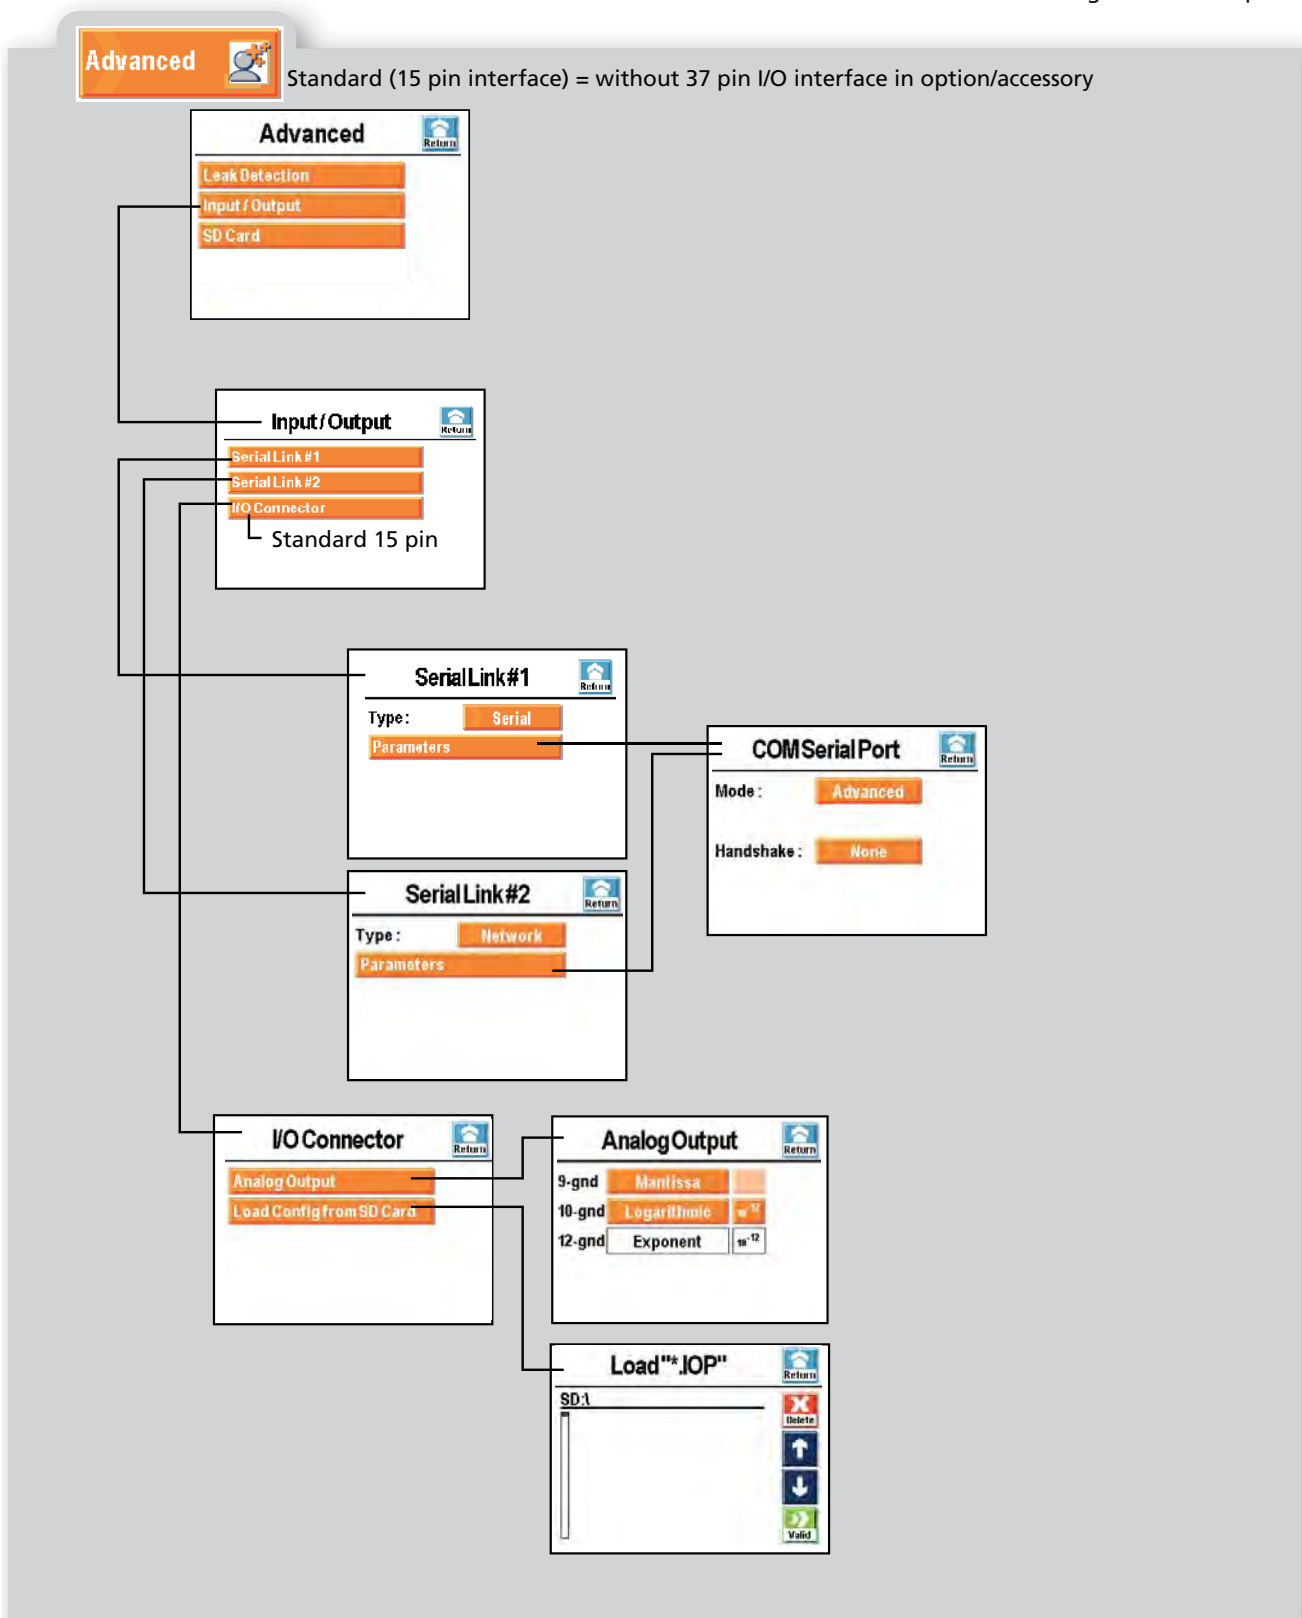 Advanced
Standard (15 pin interface) = without 37 pin I/O interface in option/accessory
Advanced
Return
Leak Detection
Input / Output
SD Card
Input / Output
Return
Serial Link #1
Serial Link #2
I/O Connector
Standard 15 pin
Serial Link #1
Return
Type : Serial
Parameters
COM Serial Port
Return
Mode : Advanced
Handshake : None
Serial Link #2
Return
Type : Network
Parameters
I/O Connector
Return
Analog Output
Load Config from SD Card
Analog Output
Return
9-gnd Mantissa
10-gnd Logarithmic 10⁻¹²
12-gnd Exponent 10⁻¹²
Load "*.IOP"
Return
SD:\
Delete
Valid